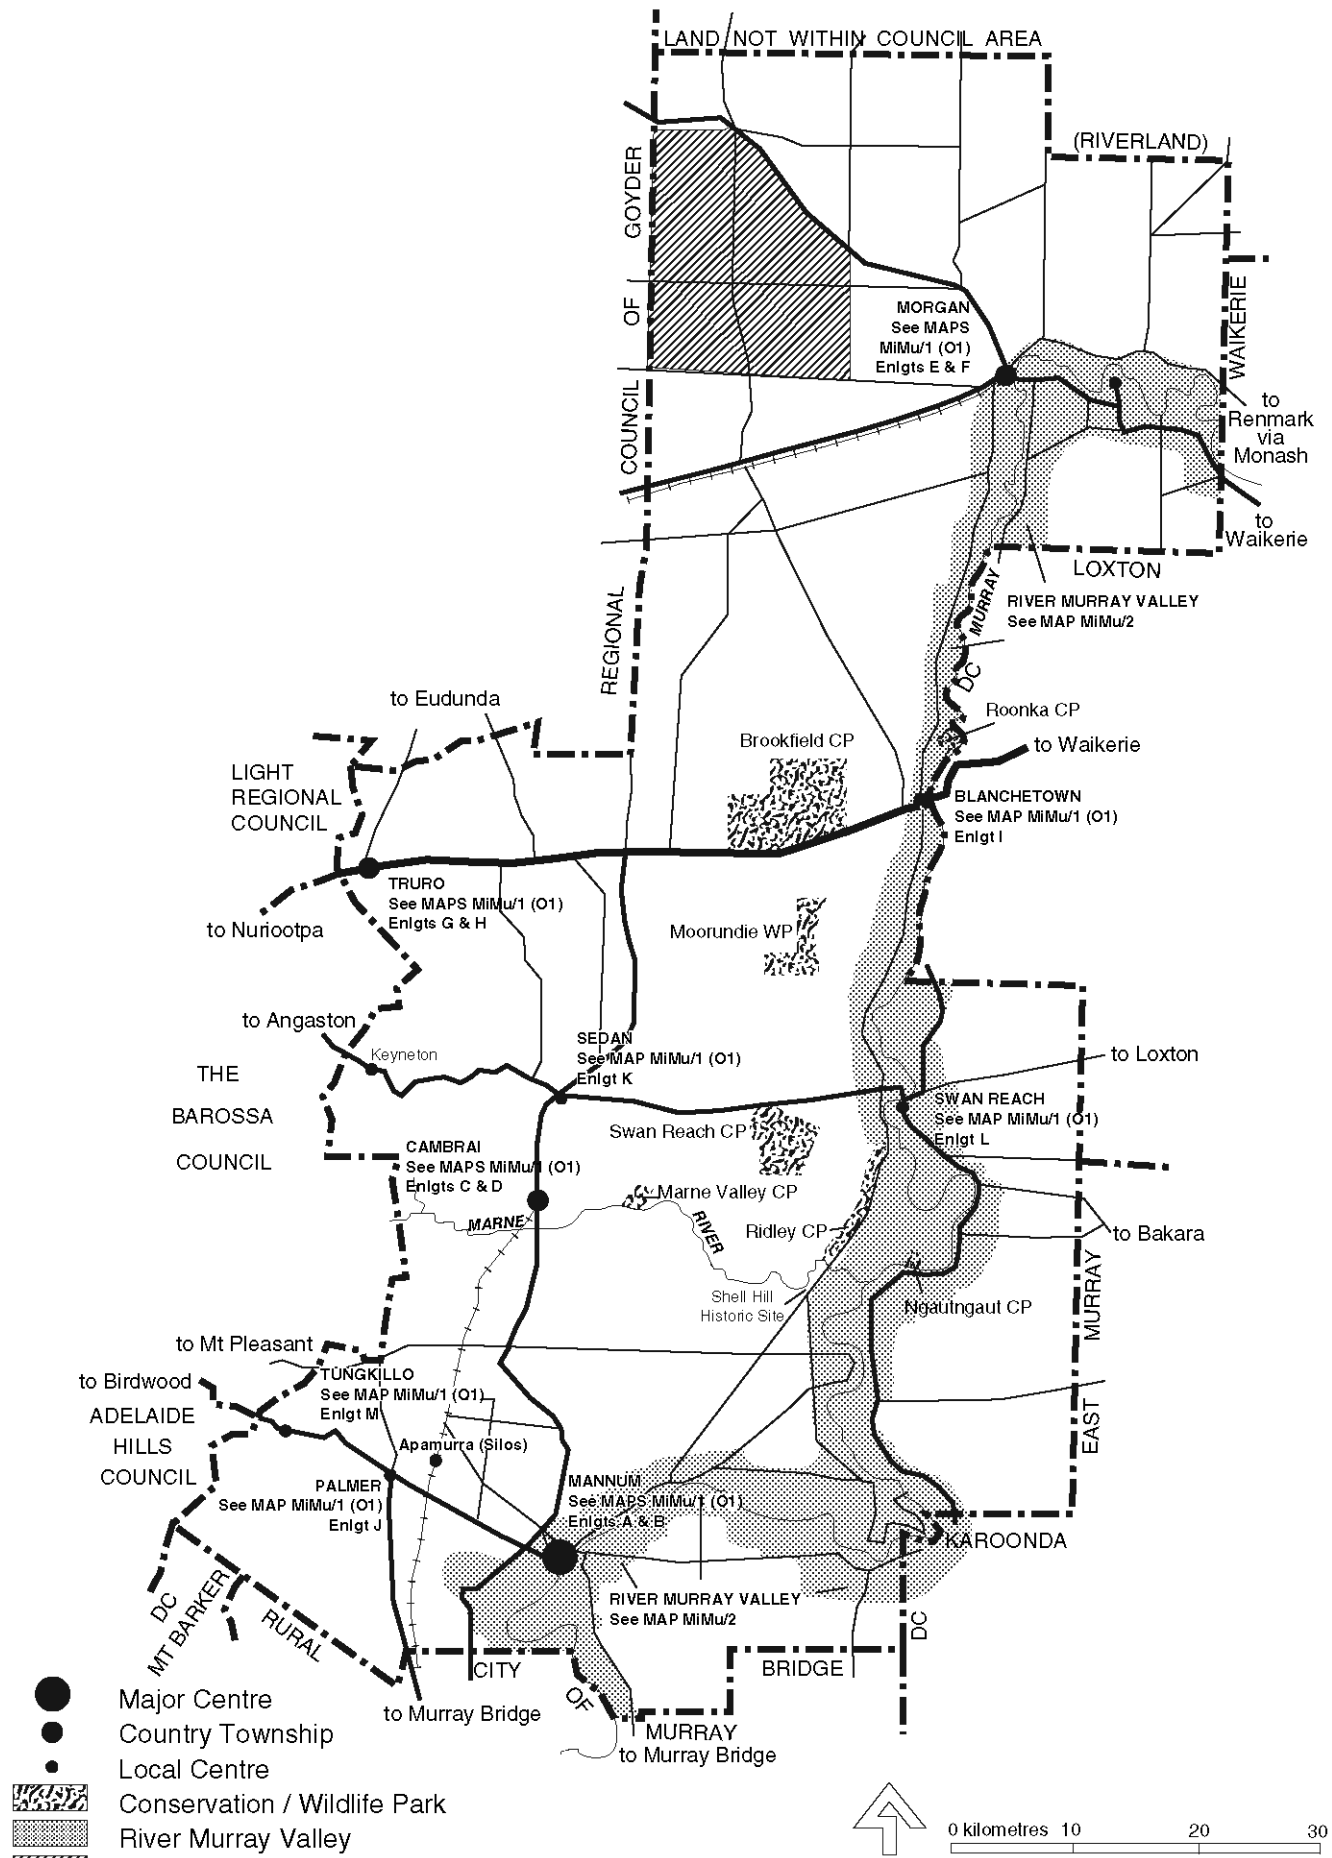 LAND NOT WITHIN COUNCIL AREA
(RIVERLAND)
GOYDER
OF
COUNCIL
REGIONAL
WAIKERIE
MORGAN
See MAPS
MiMu/1 (O1)
Enlgts E & F
to
Renmark
via
Monash
to
Waikerie
LOXTON
MURRAY
DC
RIVER MURRAY VALLEY
See MAP MiMu/2
to Eudunda
Roonka CP
Brookfield CP
to Waikerie
LIGHT
REGIONAL
COUNCIL
BLANCHETOWN
See MAP MiMu/1 (O1)
Enlgt I
TRURO
See MAPS MiMu/1 (O1)
Enlgts G & H
to Nuriootpa
Moorundie WP
to Angaston
Keyneton
SEDAN
See MAP MiMu/1 (O1)
Enlgt K
to Loxton
THE
BAROSSA
COUNCIL
SWAN REACH
See MAP MiMu/1 (O1)
Enlgt L
Swan Reach CP
CAMBRAI
See MAPS MiMu/1 (O1)
Enlgts C & D
Marne Valley CP
MARNE
RIVER
Ridley CP
to Bakara
Shell Hill
Historic Site
Ngautngaut CP
MURRAY
EAST
to Mt Pleasant
to Birdwood
TUNGKILLO
See MAP MiMu/1 (O1)
Enlgt M
ADELAIDE
HILLS
COUNCIL
Apamurra (Silos)
PALMER
See MAP MiMu/1 (O1)
Enlgt J
MANNUM
See MAPS MiMu/1 (O1)
Enlgts A & B
KAROONDA
DC
RIVER MURRAY VALLEY
See MAP MiMu/2
DC
MT BARKER
RURAL
CITY
OF
MURRAY
BRIDGE
to Murray Bridge
to Murray Bridge
Major Centre
Country Township
Local Centre
Conservation / Wildlife Park
River Murray Valley
0 kilometres 10 20 30